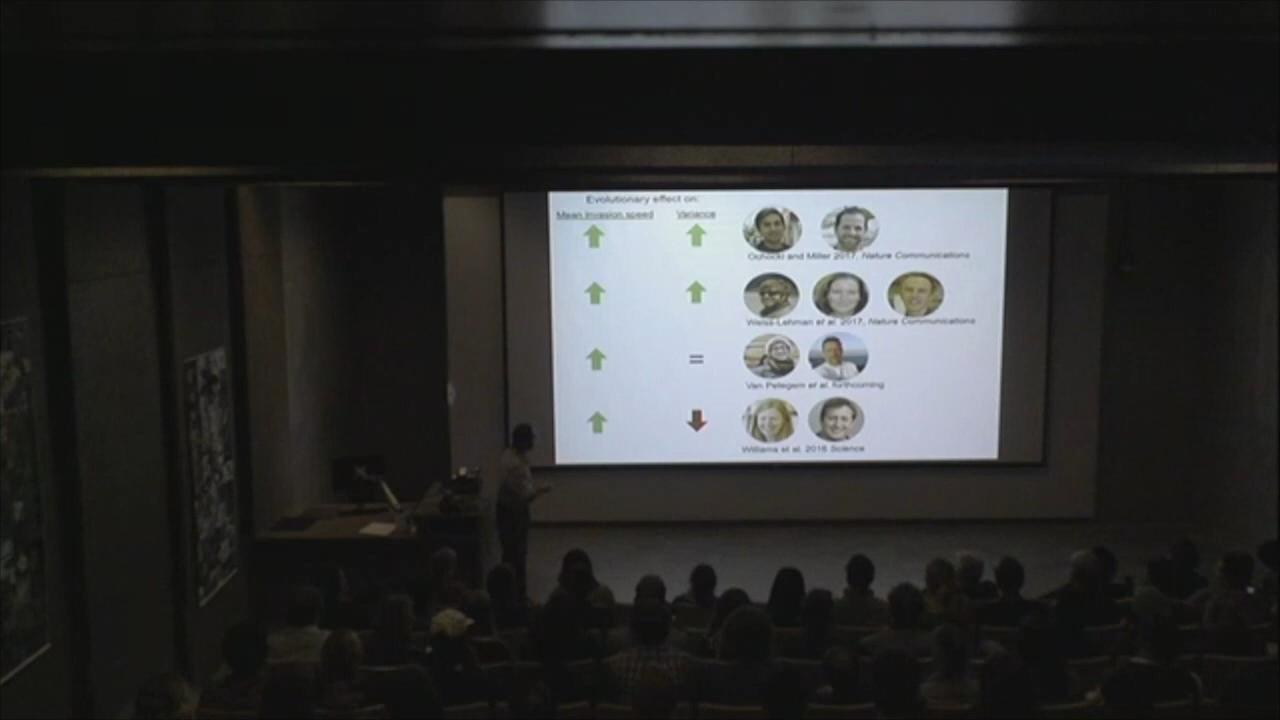 Evolutionary effect on:
Mean invasion speed Variance
Ochocki and Miller 2017, Nature Communications
Weiss-Lehman et al. 2017, Nature Communications
=
Van Petegem et al. forthcoming
Williams et al. 2016 Science